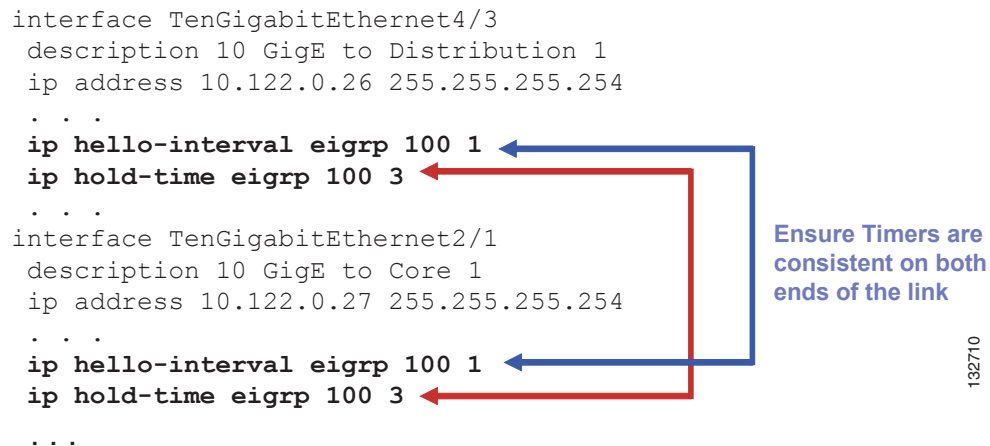 interface TenGigabitEthernet4/3
description 10 GigE to Distribution 1
ip address 10.122.0.26 255.255.255.254
. . .
ip hello-interval eigrp 100 1
ip hold-time eigrp 100 3
. . .
interface TenGigabitEthernet2/1
description 10 GigE to Core 1
ip address 10.122.0.27 255.255.255.254
. . .
ip hello-interval eigrp 100 1
ip hold-time eigrp 100 3
...
Ensure Timers are
consistent on both
ends of the link
132710